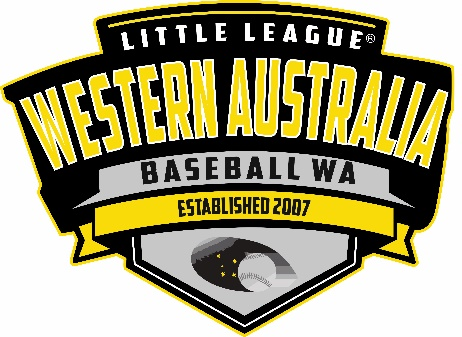 LITTLE LEAGUE®
WESTERN AUSTRALIA
BASEBALL WA
ESTABLISHED 2007